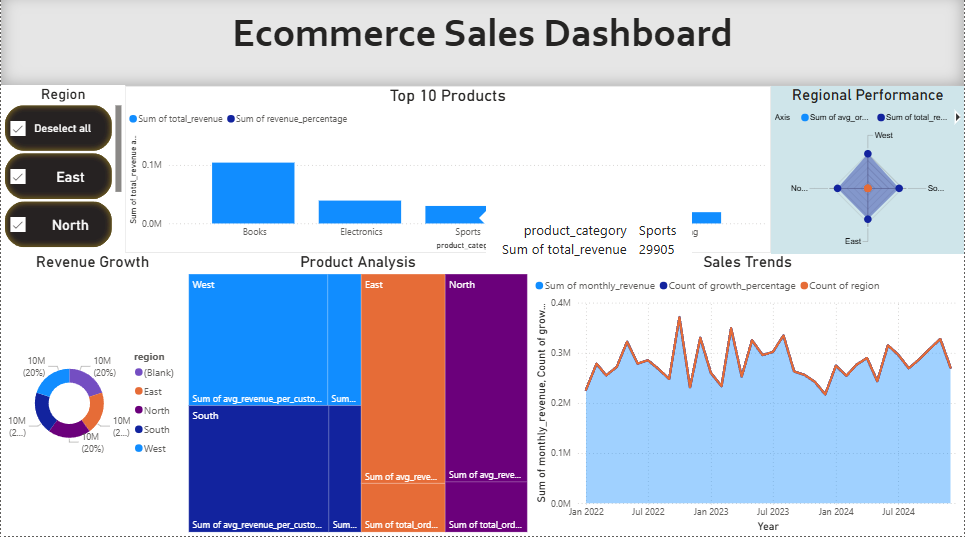 Ecommerce Sales Dashboard
Region
Deselect all
East
North
Top 10 Products
Sum of total_revenue
Sum of revenue_percentage
Sum of total_revenue a...
0.1M
0.0M
Books
Electronics
Sports
ng
product_categ
product_category Sports
Sum of total_revenue 29905
Regional Performance
Axis
Sum of avg_or...
Sum of total_re...
West
No...
So...
East
Revenue Growth
10M
(20%)
10M
(20%)
10M
(2...)
10M
(2...)
10M
(20%)
region
(Blank)
East
North
South
West
Product Analysis
West
Sum of avg_revenue_per_custo...
Sum...
South
Sum of avg_revenue_per_custo...
Sum...
East
Sum of avg_reve...
Sum of total_ord...
North
Sum of avg_reve...
Sum of total_ord...
Sales Trends
Sum of monthly_revenue
Count of growth_percentage
Count of region
Sum of monthly_revenue, Count of grow...
0.4M
0.3M
0.2M
0.1M
0.0M
Jan 2022
Jul 2022
Jan 2023
Jul 2023
Jan 2024
Jul 2024
Year